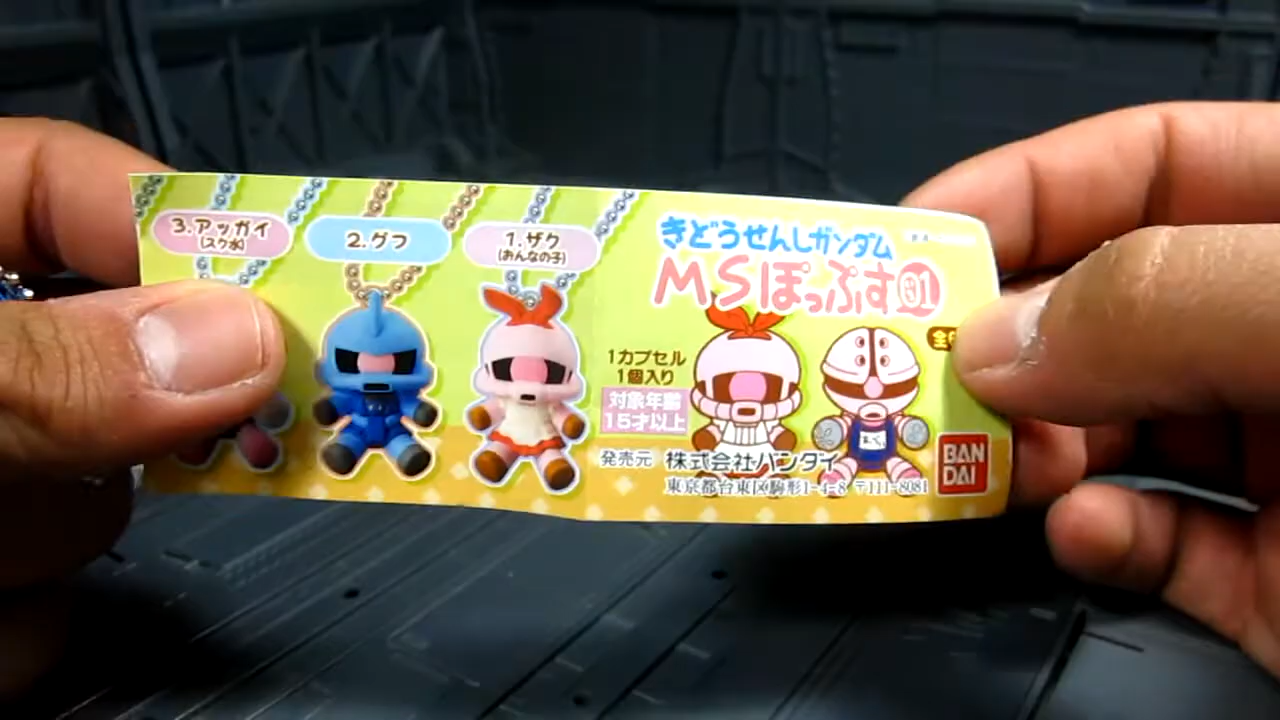 3.アッガイ
(スク水)
2.グフ
1.ザク
(おんなの子)
きどうせんしガンダム
MSぽっぷす01
1カプセル
1個入り
対象年齢
15才以上
発売元 株式会社バンダイ
東京都台東区駒形1-4-8 〒111-8081
BAN
DAI